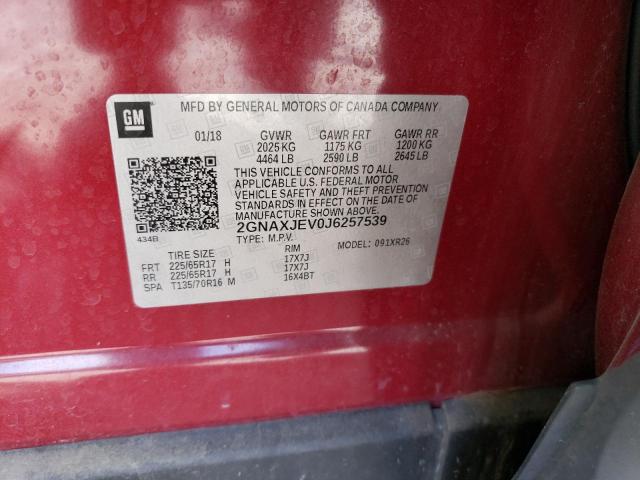 GM
MFD BY GENERAL MOTORS OF CANADA COMPANY
01/18 GVWR GAWR FRT GAWR RR
2025 KG 1175 KG 1200 KG
4464 LB 2590 LB 2645 LB
THIS VEHICLE CONFORMS TO ALL
APPLICABLE U.S. FEDERAL MOTOR
VEHICLE SAFETY AND THEFT PREVENTION
STANDARDS IN EFFECT ON THE DATE OF
MANUFACTURE SHOWN ABOVE.
2GNAXJEV0J6257539
434B TYPE: M.P.V. MODEL: 091XR26
TIRE SIZE RIM
FRT 225/65R17 H 17X7J
RR 225/65R17 H 17X7J
SPA T135/70R16 M 16X4BT